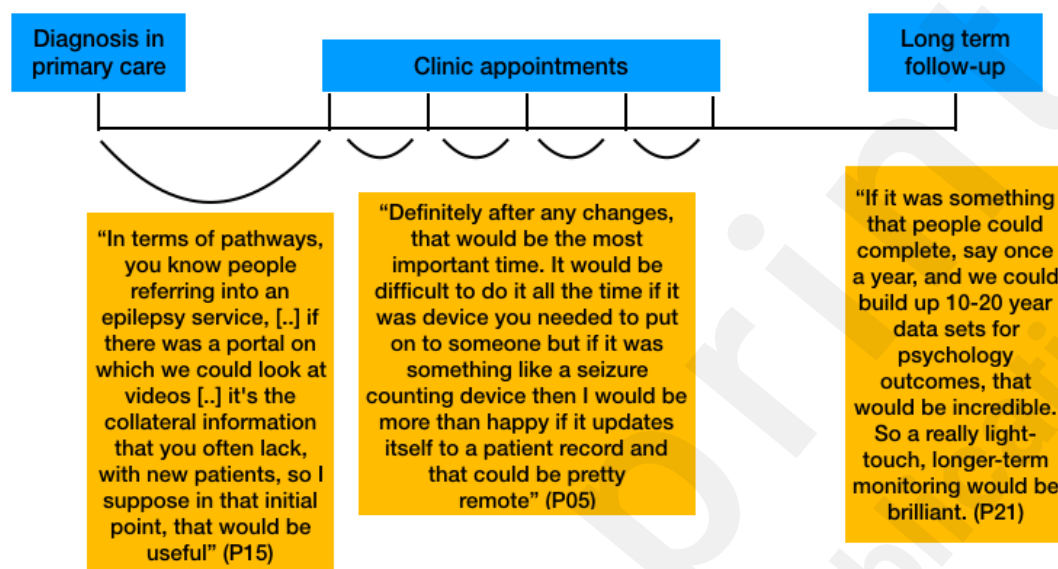 Diagnosis in
primary care
Clinic appointments
Long term
follow-up
“In terms of pathways,
you know people
referring into an
epilepsy service, [..] if
there was a portal on
which we could look at
videos [..] it's the
collateral information
that you often lack,
with new patients, so I
suppose in that initial
point, that would be
useful” (P15)
“Definitely after any changes,
that would be the most
important time. It would be
difficult to do it all the time if it
was device you needed to put
on to someone but if it was
something like a seizure
counting device then I would be
more than happy if it updates
itself to a patient record and
that could be pretty
remote” (P05)
“If it was something
that people could
complete, say once
a year, and we could
build up 10-20 year
data sets for
psychology
outcomes, that
would be incredible.
So a really light-
touch, longer-term
monitoring would be
brilliant. (P21)